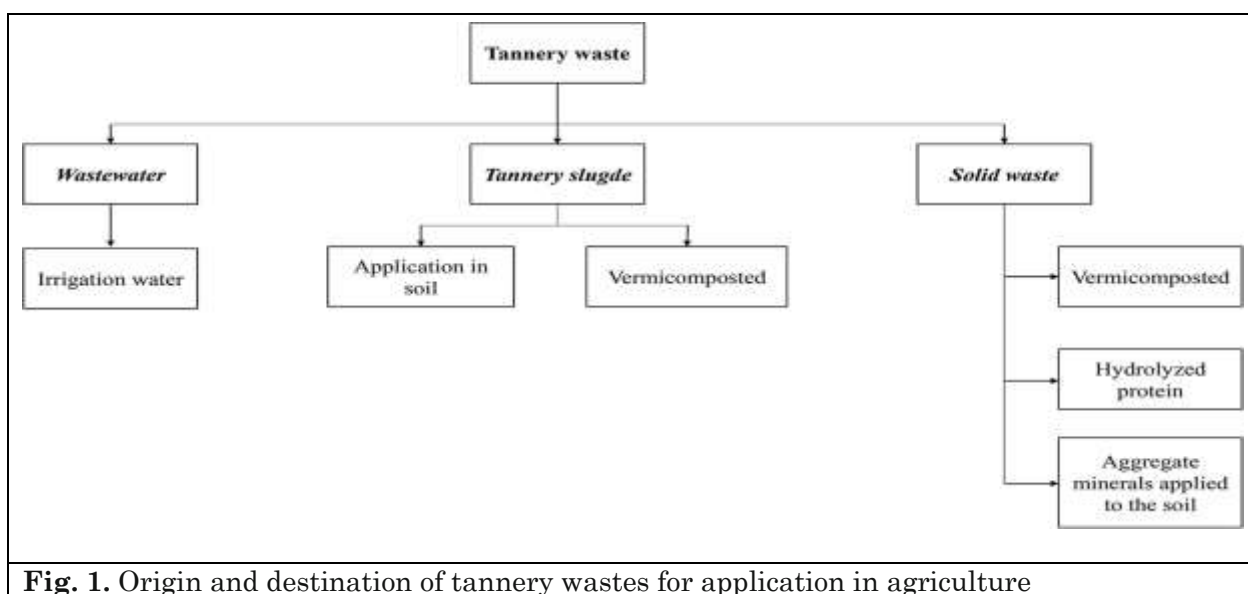 Tannery waste
Wastewater
Tannery slugde
Solid waste
Irrigation water
Application in
soil
Vermicomposted
Vermicomposted
Hydrolyzed
protein
Aggregate
minerals applied
to the soil
Fig. 1. Origin and destination of tannery wastes for application in agriculture